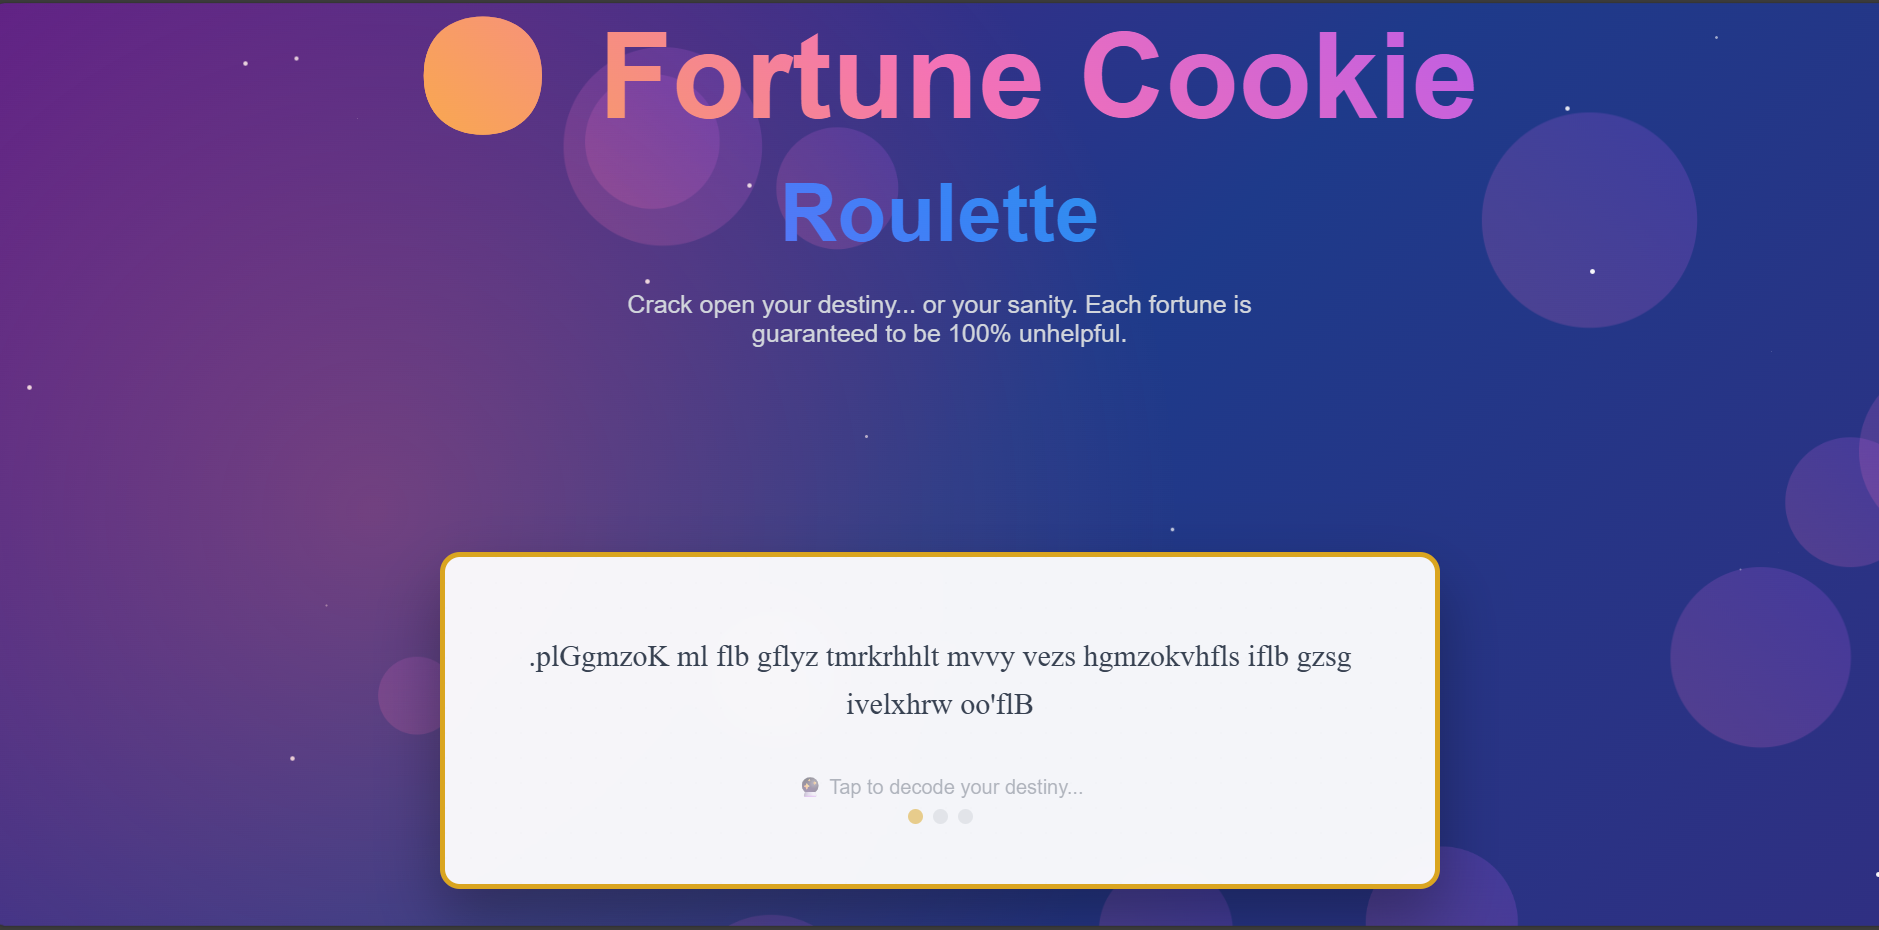 Fortune Cookie
Roulette
Crack open your destiny... or your sanity. Each fortune is
guaranteed to be 100% unhelpful.
.plGgmzoK ml flb gflyz tmrkrhhlt mvvy vezs hgmzokvhfls iflb gzsg
ivelxhrw oo'flB
🔮 Tap to decode your destiny...